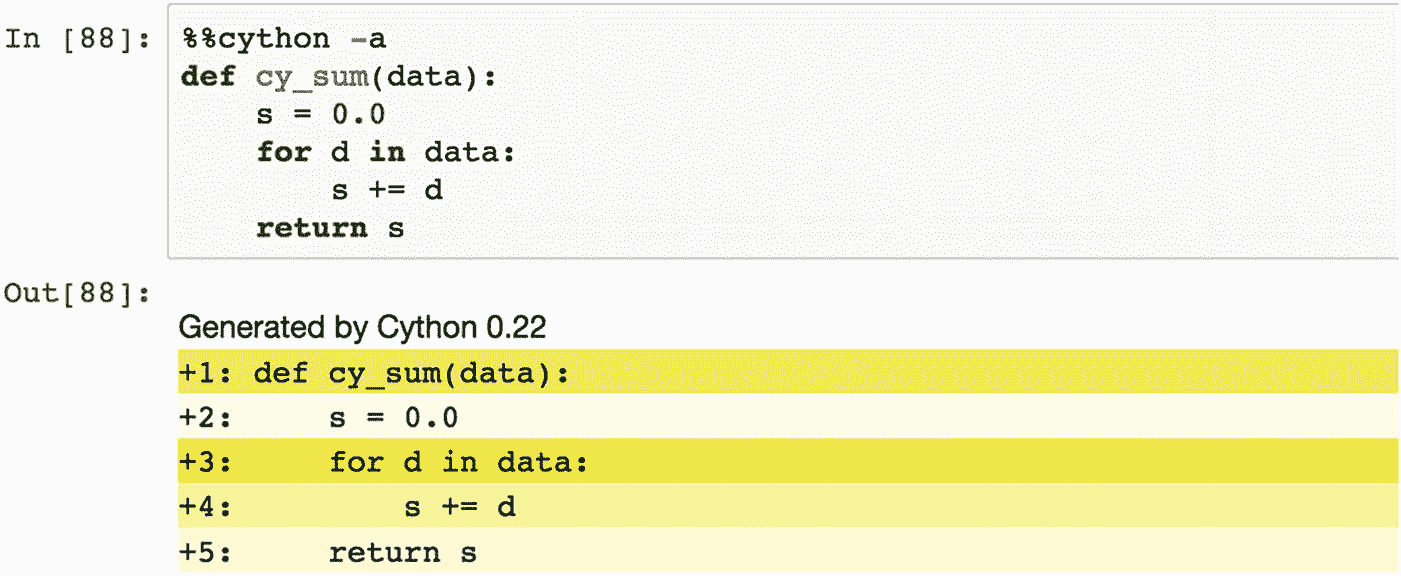 In [88]: %%cython -a
def cy_sum(data):
    s = 0.0
    for d in data:
        s += d
    return s
Out[88]:
Generated by Cython 0.22
+1: def cy_sum(data):
+2:     s = 0.0
+3:     for d in data:
+4:         s += d
+5:     return s